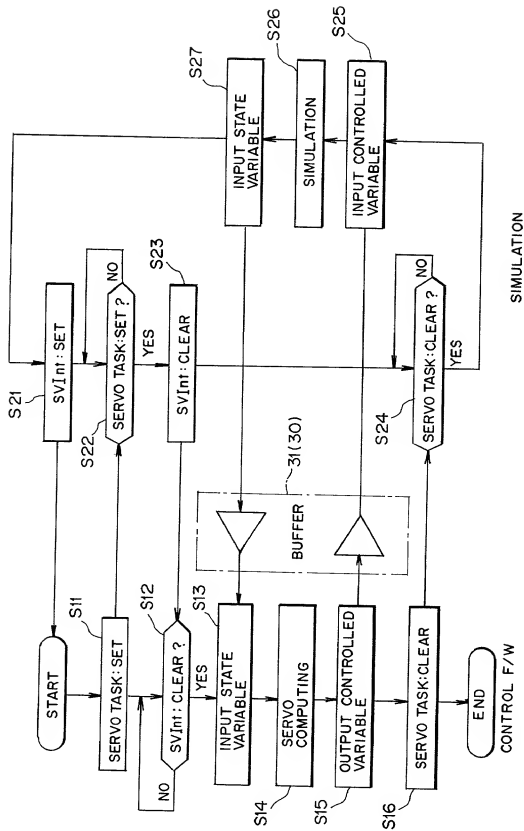 START
S11
SERVO TASK: SET
S12
SVInt: CLEAR ?
NO
YES
S13
INPUT STATE
VARIABLE
S14
SERVO
COMPUTING
S15
OUTPUT CONTROLLED
VARIABLE
S16
SERVO TASK:CLEAR
END
CONTROL F/W
31(30)
BUFFER
S21
SVInt: SET
S22
SERVO TASK:SET ?
NO
YES
S23
SVInt: CLEAR
S24
SERVO TASK:CLEAR ?
NO
YES
S25
INPUT CONTROLLED
VARIABLE
S26
SIMULATION
S27
INPUT STATE
VARIABLE
SIMULATION